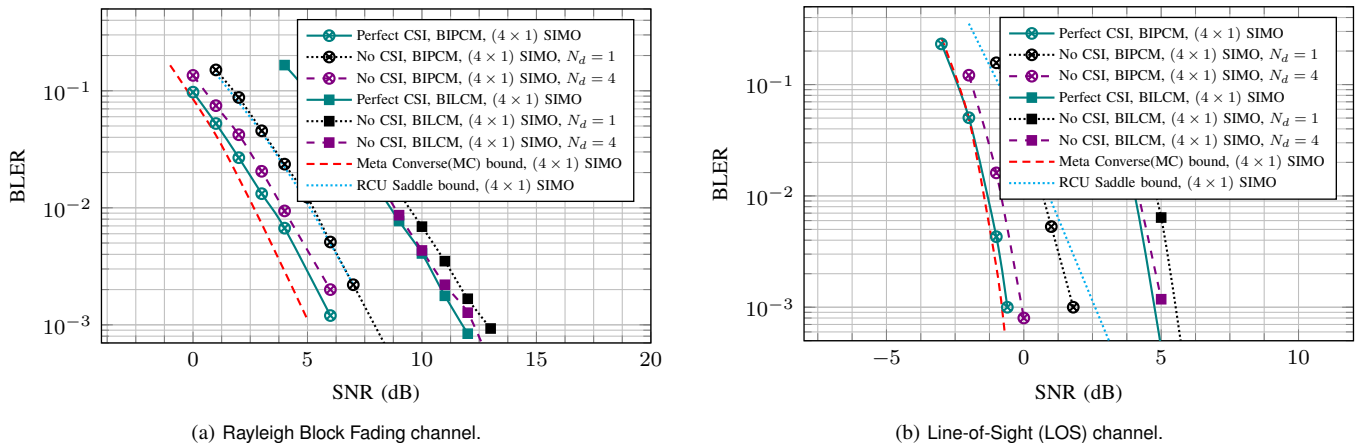 Perfect CSI, BIPCM, (4 × 1) SIMO
No CSI, BIPCM, (4 × 1) SIMO, N_d = 1
No CSI, BIPCM, (4 × 1) SIMO, N_d = 4
Perfect CSI, BILCM, (4 × 1) SIMO
No CSI, BILCM, (4 × 1) SIMO, N_d = 1
No CSI, BILCM, (4 × 1) SIMO, N_d = 4
Meta Converse(MC) bound, (4 × 1) SIMO
RCU Saddle bound, (4 × 1) SIMO
10^−1
10^−2
10^−3
BLER
0 5 10 15 20
SNR (dB)
(a) Rayleigh Block Fading channel.
Perfect CSI, BIPCM, (4 × 1) SIMO
No CSI, BIPCM, (4 × 1) SIMO, N_d = 1
No CSI, BIPCM, (4 × 1) SIMO, N_d = 4
Perfect CSI, BILCM, (4 × 1) SIMO
No CSI, BILCM, (4 × 1) SIMO, N_d = 1
No CSI, BILCM, (4 × 1) SIMO, N_d = 4
Meta Converse(MC) bound, (4 × 1) SIMO
RCU Saddle bound, (4 × 1) SIMO
10^−1
10^−2
10^−3
BLER
−5 0 5 10
SNR (dB)
(b) Line-of-Sight (LOS) channel.